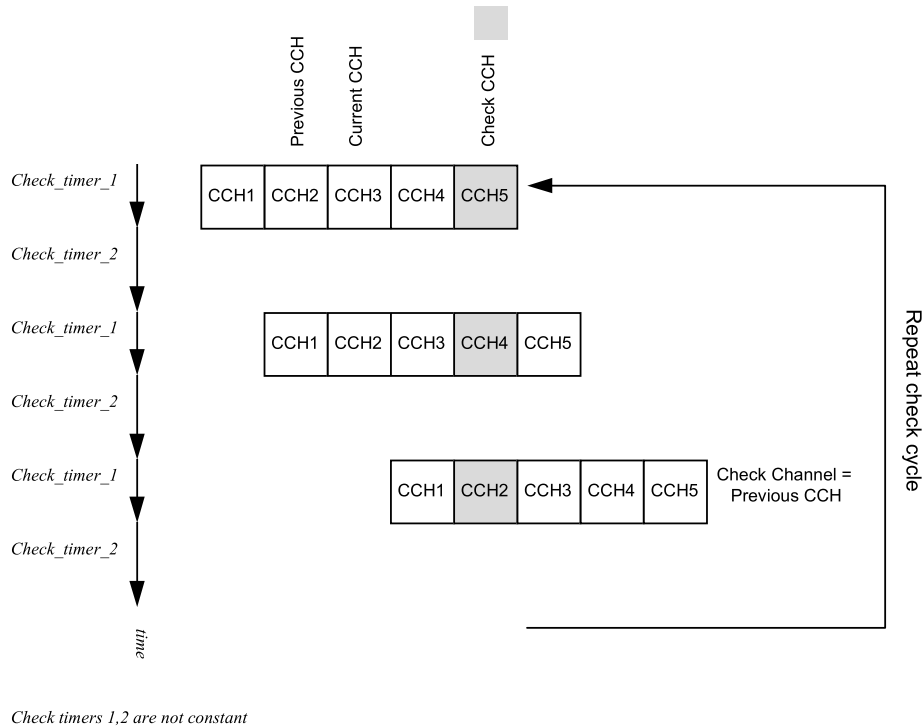 Previous CCH
Current CCH
Check CCH
Check_timer_1
CCH1 CCH2 CCH3 CCH4 CCH5
Check_timer_2
Check_timer_1
CCH1 CCH2 CCH3 CCH4 CCH5
Check_timer_2
Check_timer_1
CCH1 CCH2 CCH3 CCH4 CCH5
Check Channel =
Previous CCH
Check_timer_2
time
Repeat check cycle
Check timers 1,2 are not constant